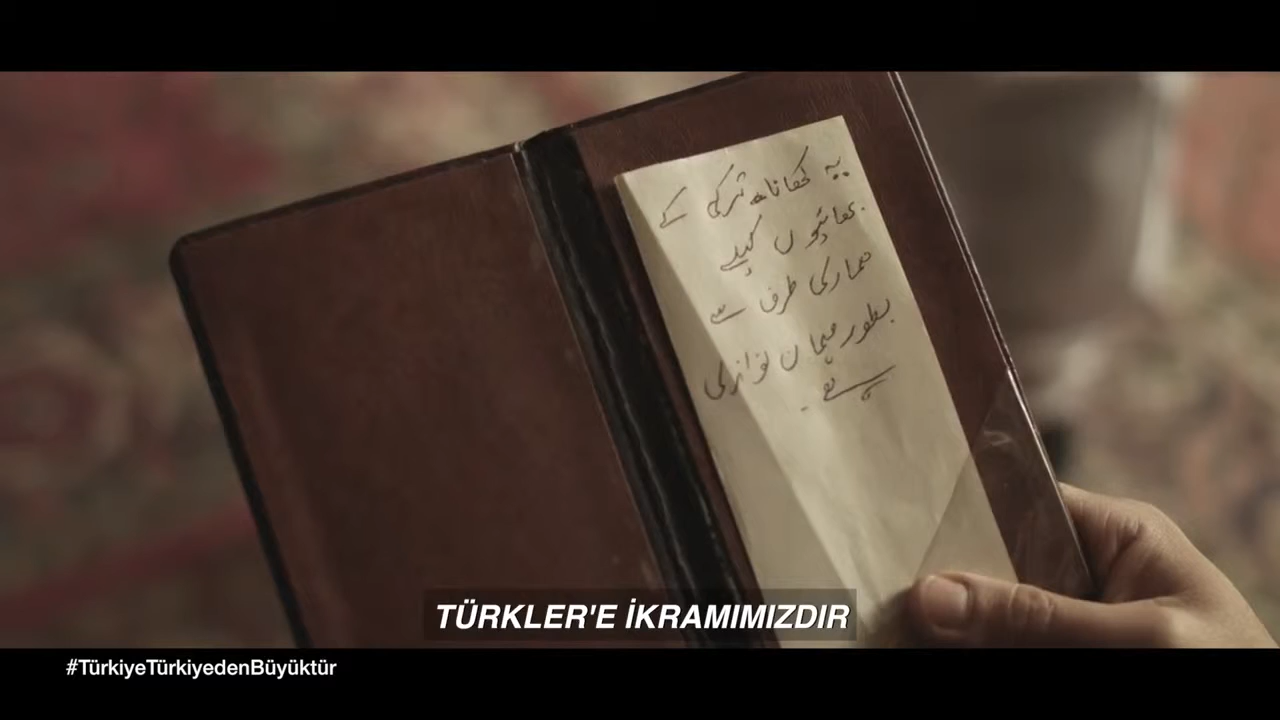 یہ کھانا ترکی کے
بھائیوں کیلیے
ہماری طرف سے
بطور مہمان نوازی
ہے۔
TÜRKLER'E İKRAMIMIZDIR
#TürkiyeTürkiyedenBüyüktür